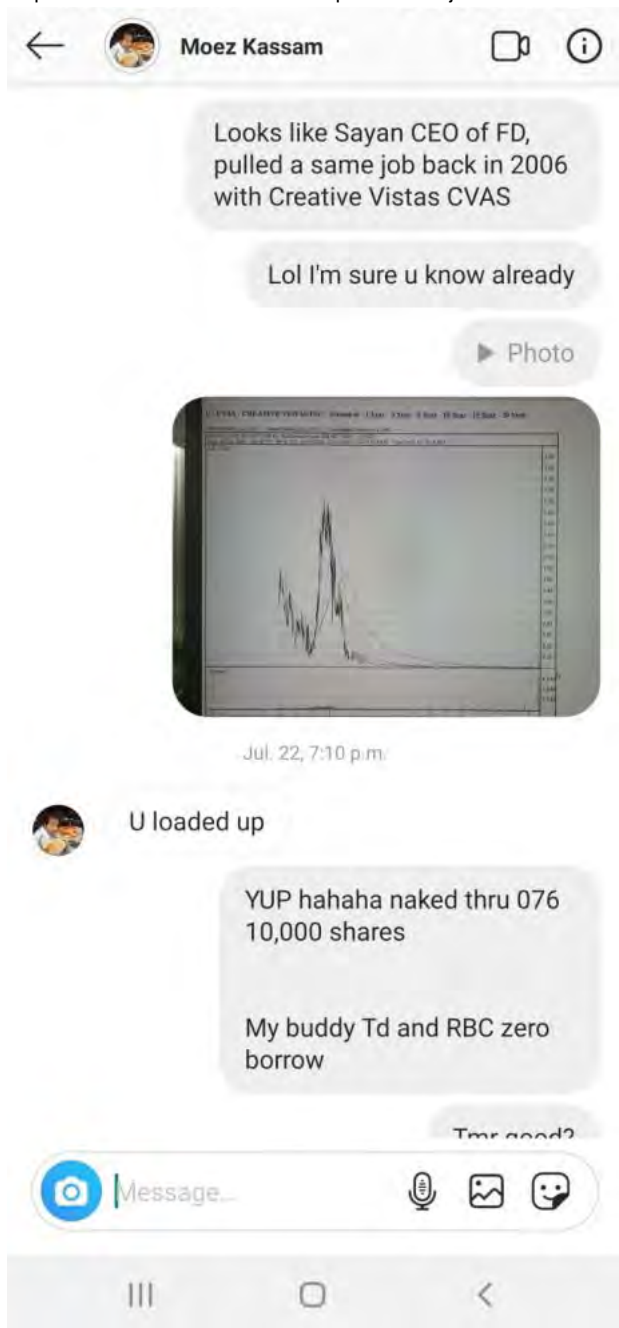 Moez Kassam
Looks like Sayan CEO of FD,
pulled a same job back in 2006
with Creative Vistas CVAS
Lol I'm sure u know already
Photo
Jul. 22, 7:10 p.m.
U loaded up
YUP hahaha naked thru 076
10,000 shares
My buddy Td and RBC zero
borrow
Tmr good?
Message...